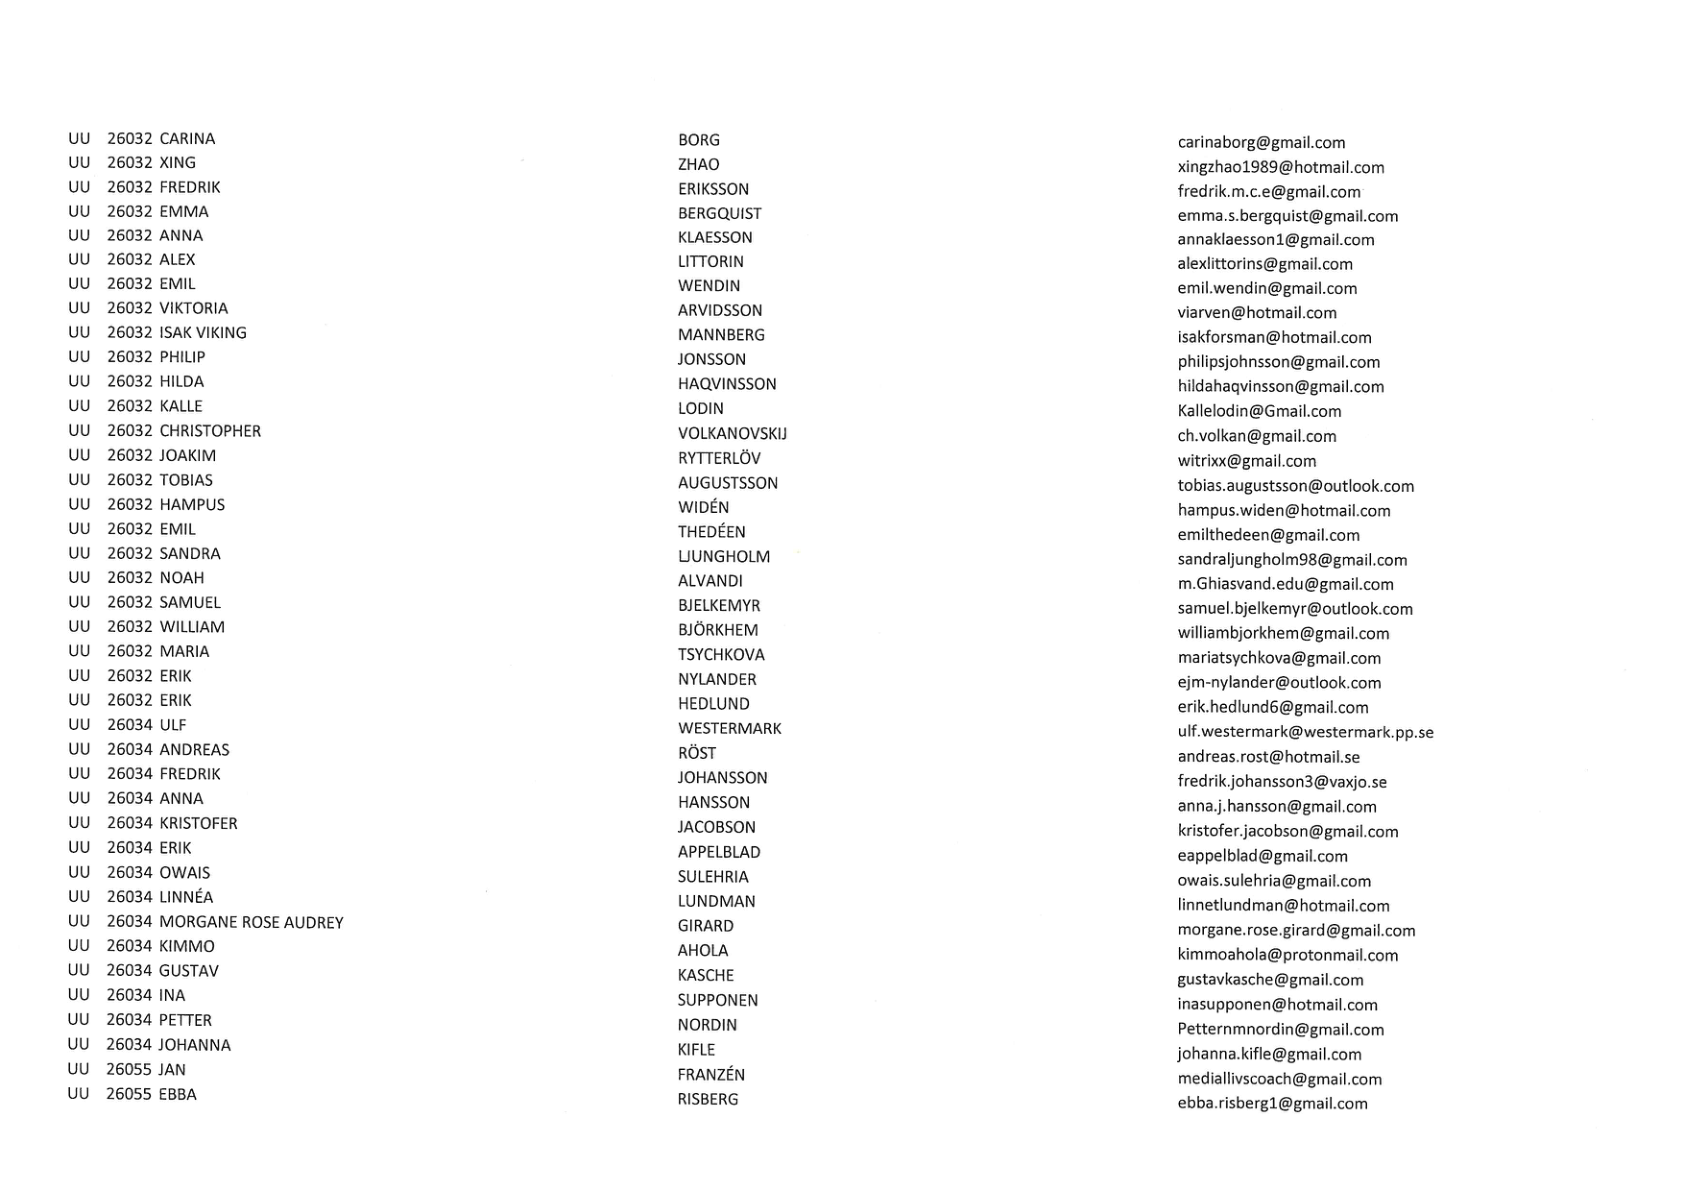 UU 26032 CARINA BORG carinaborg@gmail.com
UU 26032 XING ZHAO xingzhao1989@hotmail.com
UU 26032 FREDRIK ERIKSSON fredrik.m.c.e@gmail.com
UU 26032 EMMA BERGQUIST emma.s.bergquist@gmail.com
UU 26032 ANNA KLAESSON annaklaesson1@gmail.com
UU 26032 ALEX LITTORIN alexlittorins@gmail.com
UU 26032 EMIL WENDIN emil.wendin@gmail.com
UU 26032 VIKTORIA ARVIDSSON viarven@hotmail.com
UU 26032 ISAK VIKING MANNBERG isakforsman@hotmail.com
UU 26032 PHILIP JONSSON philipsjohnsson@gmail.com
UU 26032 HILDA HAQVINSSON hildahaqvinsson@gmail.com
UU 26032 KALLE LODIN Kallelodin@Gmail.com
UU 26032 CHRISTOPHER VOLKANOVSKIJ ch.volkan@gmail.com
UU 26032 JOAKIM RYTTERLÖV witrixx@gmail.com
UU 26032 TOBIAS AUGUSTSSON tobias.augustsson@outlook.com
UU 26032 HAMPUS WIDÉN hampus.widen@hotmail.com
UU 26032 EMIL THEDÉEN emilthedeen@gmail.com
UU 26032 SANDRA LJUNGHOLM sandraljungholm98@gmail.com
UU 26032 NOAH ALVANDI m.Ghiasvand.edu@gmail.com
UU 26032 SAMUEL BJELKEMYR samuel.bjelkemyr@outlook.com
UU 26032 WILLIAM BJÖRKHEM williambjorkhem@gmail.com
UU 26032 MARIA TSYCHKOVA mariatsychkova@gmail.com
UU 26032 ERIK NYLANDER ejm-nylander@outlook.com
UU 26032 ERIK HEDLUND erik.hedlund6@gmail.com
UU 26034 ULF WESTERMARK ulf.westermark@westermark.pp.se
UU 26034 ANDREAS RÖST andreas.rost@hotmail.se
UU 26034 FREDRIK JOHANSSON fredrik.johansson3@vaxjo.se
UU 26034 ANNA HANSSON anna.j.hansson@gmail.com
UU 26034 KRISTOFER JACOBSON kristofer.jacobson@gmail.com
UU 26034 ERIK APPELBLAD eappelblad@gmail.com
UU 26034 OWAIS SULEHRIA owais.sulehria@gmail.com
UU 26034 LINNÉA LUNDMAN linnetlundman@hotmail.com
UU 26034 MORGANE ROSE AUDREY GIRARD morgane.rose.girard@gmail.com
UU 26034 KIMMO AHOLA kimmoahola@protonmail.com
UU 26034 GUSTAV KASCHE gustavkasche@gmail.com
UU 26034 INA SUPPONEN inasupponen@hotmail.com
UU 26034 PETTER NORDIN Petternmnordin@gmail.com
UU 26034 JOHANNA KIFLE johanna.kifle@gmail.com
UU 26055 JAN FRANZÉN mediallivscoach@gmail.com
UU 26055 EBBA RISBERG ebba.risberg1@gmail.com